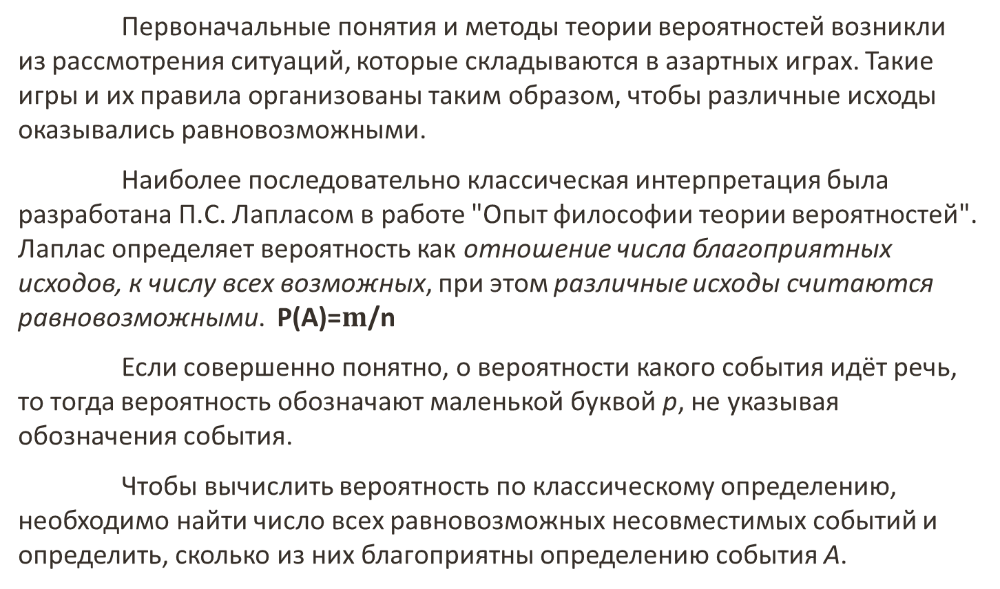 Первоначальные понятия и методы теории вероятностей возникли
из рассмотрения ситуаций, которые складываются в азартных играх. Такие
игры и их правила организованы таким образом, чтобы различные исходы
оказывались равновозможными.
Наиболее последовательно классическая интерпретация была
разработана П.С. Лапласом в работе "Опыт философии теории вероятностей".
Лаплас определяет вероятность как отношение числа благоприятных
исходов, к числу всех возможных, при этом различные исходы считаются
равновозможными. P(A)=m/n
Если совершенно понятно, о вероятности какого события идёт речь,
то тогда вероятность обозначают маленькой буквой p, не указывая
обозначения события.
Чтобы вычислить вероятность по классическому определению,
необходимо найти число всех равновозможных несовместимых событий и
определить, сколько из них благоприятны определению события А.